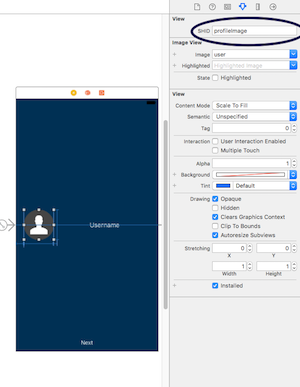 View
SHID profileImage
Image View
Image user
Highlighted Highlighted Image
State Highlighted
View
Content Mode Scale To Fill
Semantic Unspecified
Tag 0
Interaction User Interaction Enabled
Multiple Touch
Alpha 1
Background
Tint Default
Drawing Opaque
Hidden
Clears Graphics Context
Clip To Bounds
Autoresize Subviews
Stretching 0 0
X Y
1 1
Width Height
Installed
Username
Next